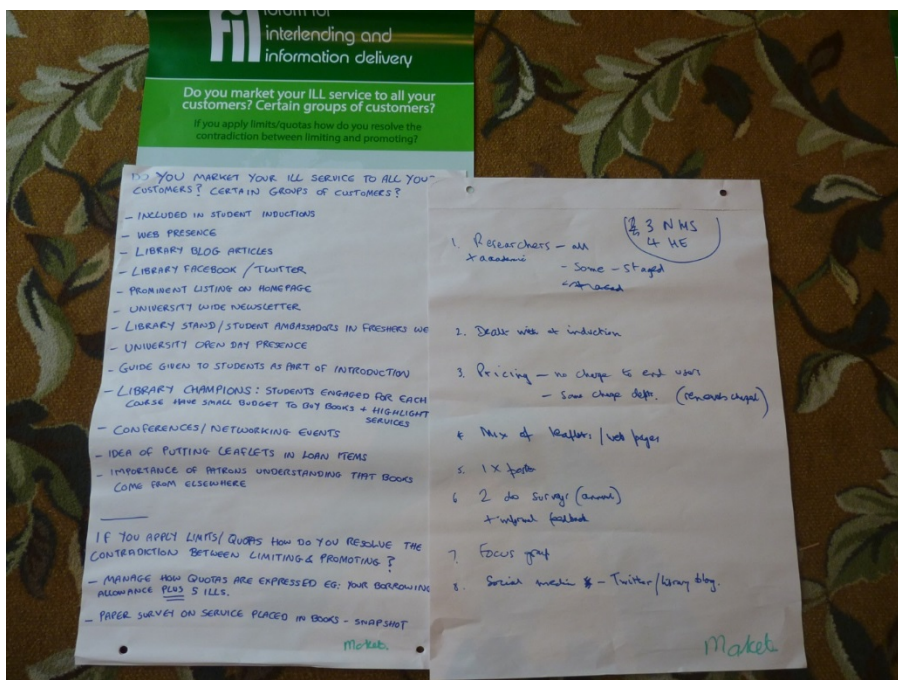 forum for
fil interlending and
information delivery
Do you market your ILL service to all your
customers? Certain groups of customers?
If you apply limits/quotas how do you resolve the
contradiction between limiting and promoting?
DO YOU MARKET YOUR ILL SERVICE TO ALL YOUR
CUSTOMERS? CERTAIN GROUPS OF CUSTOMERS?
- INCLUDED IN STUDENT INDUCTIONS
- WEB PRESENCE
- LIBRARY BLOG ARTICLES
- LIBRARY FACEBOOK / TWITTER
- PROMINENT LISTING ON HOMEPAGE
- UNIVERSITY WIDE NEWSLETTER
- LIBRARY STAND/STUDENT AMBASSADORS IN FRESHERS WE
- UNIVERSITY OPEN DAY PRESENCE
- GUIDE GIVEN TO STUDENTS AS PART OF INTRODUCTION
- LIBRARY CHAMPIONS: STUDENTS ENGAGED FOR EACH
COURSE HAVE SMALL BUDGET TO BUY BOOKS + HIGHLIGHT
SERVICES
- CONFERENCES/NETWORKING EVENTS
- IDEA OF PUTTING LEAFLETS IN LOAN ITEMS
- IMPORTANCE OF PATRONS UNDERSTANDING THAT BOOKS
COME FROM ELSEWHERE
IF YOU APPLY LIMITS/QUOTAS HOW DO YOU RESOLVE THE
CONTRADICTION BETWEEN LIMITING & PROMOTING?
- MANAGE HOW QUOTAS ARE EXPRESSED EG: YOUR BORROWING
ALLOWANCE PLUS 5 ILLS.
- PAPER SURVEY ON SERVICE PLACED IN BOOKS - SNAPSHOT
Market.
3 NHS
4 HE
1. Researchers - all
+ academic
- Some - staged
2. Dealt with at induction
3. Pricing - no charge to end users
- Some charge depts. (renewals charged)
4 Mix of leaflets/web pages
5. 1 X
6 2 do surveys (annual)
+ informal feedback
7. Focus group
8. Social media - Twitter/library blog.
Market.